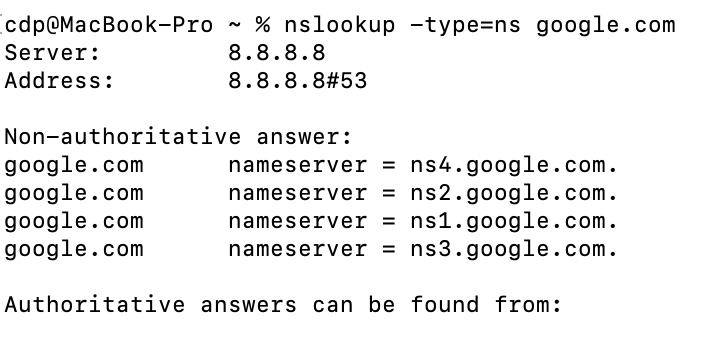 cdp@MacBook-Pro ~ % nslookup -type=ns google.com
Server: 8.8.8.8
Address: 8.8.8.8#53
Non-authoritative answer:
google.com nameserver = ns4.google.com.
google.com nameserver = ns2.google.com.
google.com nameserver = ns1.google.com.
google.com nameserver = ns3.google.com.
Authoritative answers can be found from: